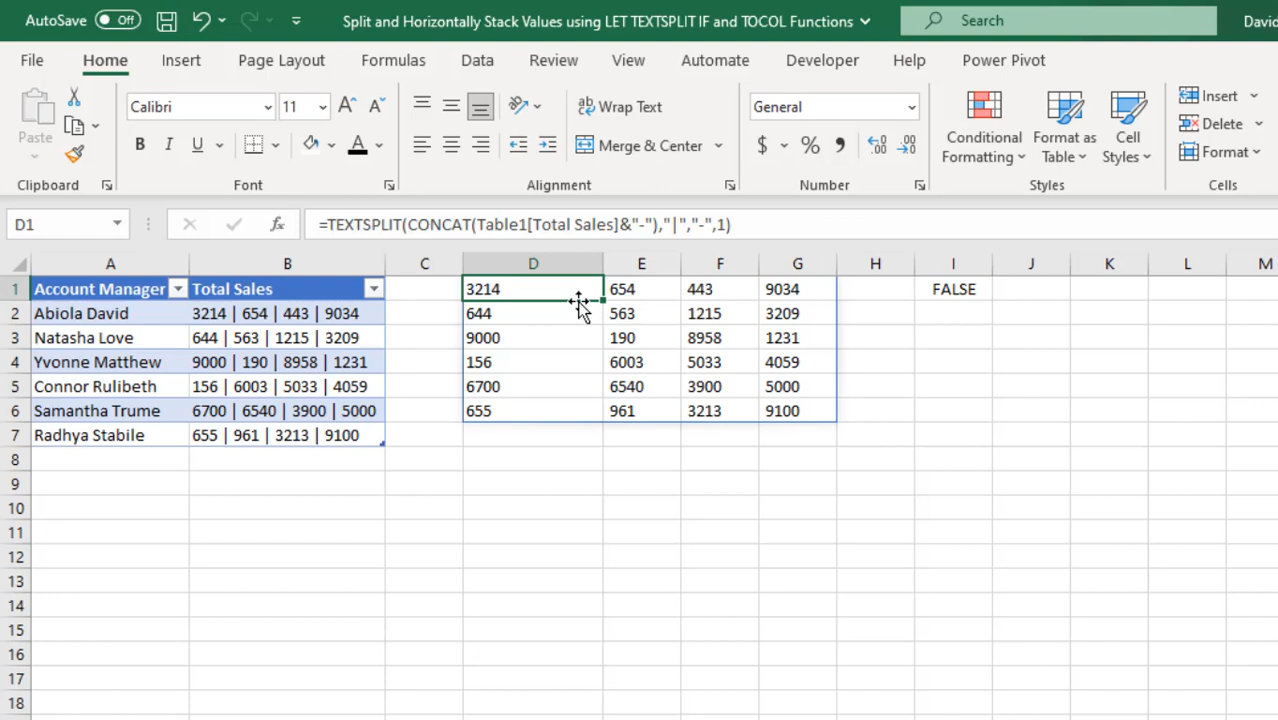 AutoSave Off Split and Horizontally Stack Values using LET TEXTSPLIT IF and TOCOL Functions Search David
File Home Insert Page Layout Formulas Data Review View Automate Developer Help Power Pivot
Paste Calibri 11 A A ab Wrap Text General Conditional Formatting Format as Table Cell Styles Insert
B I U A Merge & Center $ % Delete
Format
Clipboard Font Alignment Number Styles Cells
D1 fx =TEXTSPLIT(CONCAT(Table1[Total Sales]&"-"),"|","-",1)
A B C D E F G H I J K L M
1 Account Manager Total Sales 3214 654 443 9034 FALSE
2 Abiola David 3214 | 654 | 443 | 9034 644 563 1215 3209
3 Natasha Love 644 | 563 | 1215 | 3209 9000 190 8958 1231
4 Yvonne Matthew 9000 | 190 | 8958 | 1231 156 6003 5033 4059
5 Connor Rulibeth 156 | 6003 | 5033 | 4059 6700 6540 3900 5000
6 Samantha Trume 6700 | 6540 | 3900 | 5000 655 961 3213 9100
7 Radhya Stabile 655 | 961 | 3213 | 9100
8
9
10
11
12
13
14
15
16
17
18